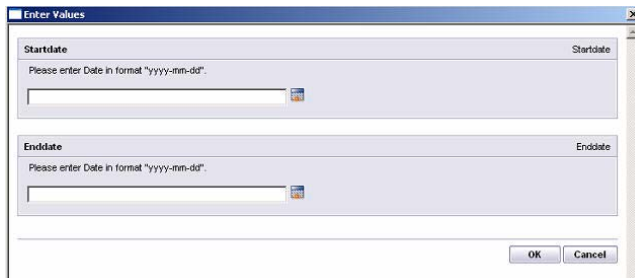 Enter Values
Startdate Startdate
Please enter Date in format "yyyy-mm-dd".
Enddate Enddate
Please enter Date in format "yyyy-mm-dd".
OK Cancel